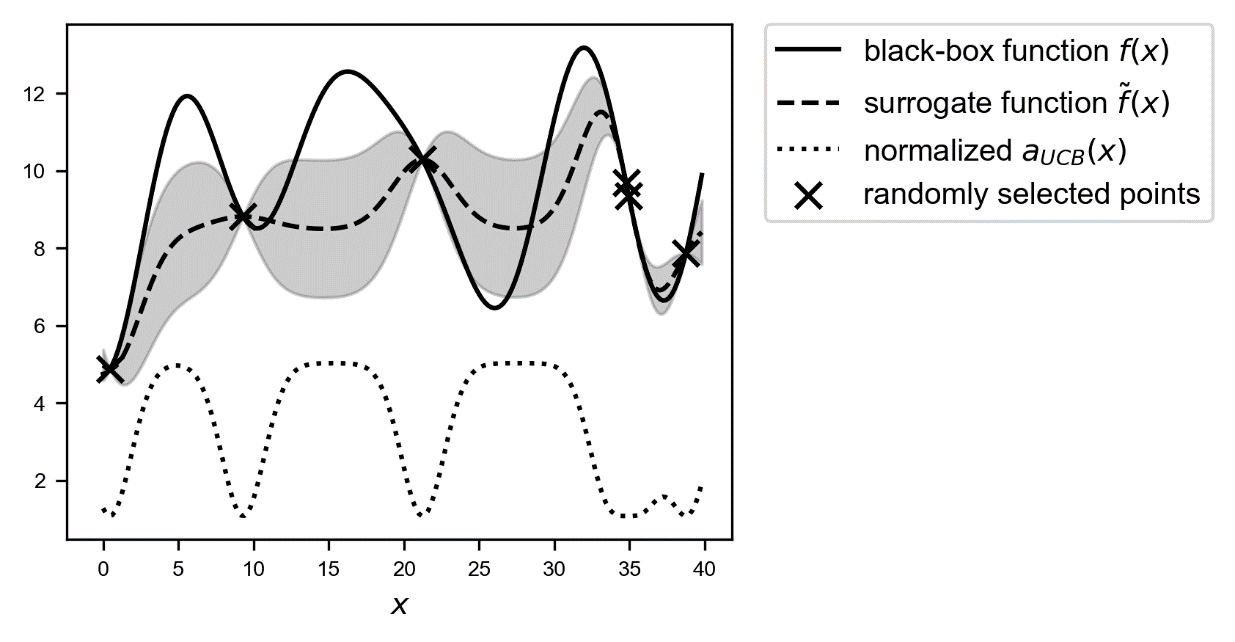 12
10
8
6
4
2
0 5 10 15 20 25 30 35 40
x
black-box function f(x)
surrogate function f̃(x)
normalized a_UCB(x)
randomly selected points